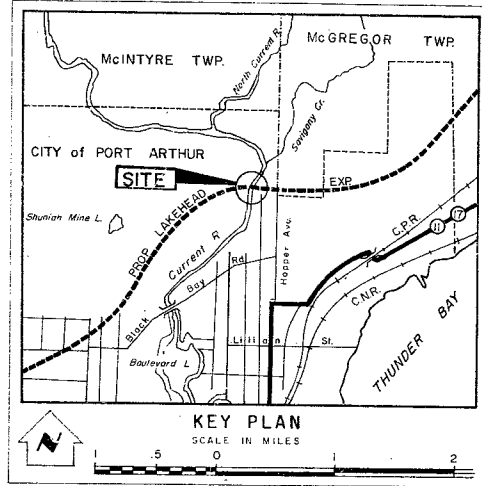 McINTYRE TWP.
McGREGOR TWP.
North Current R.
Savigny Cr.
CITY of PORT ARTHUR
SITE
EXP.
Shuniah Mine L.
PROP. LAKEHEAD
Current R.
Hopper Ave.
C.P.R.
11
17
Black Bay Rd
C.N.R.
Lillian St.
Boulevard L
THUNDER BAY
KEY PLAN
SCALE IN MILES
N
1 .5 0 1 2